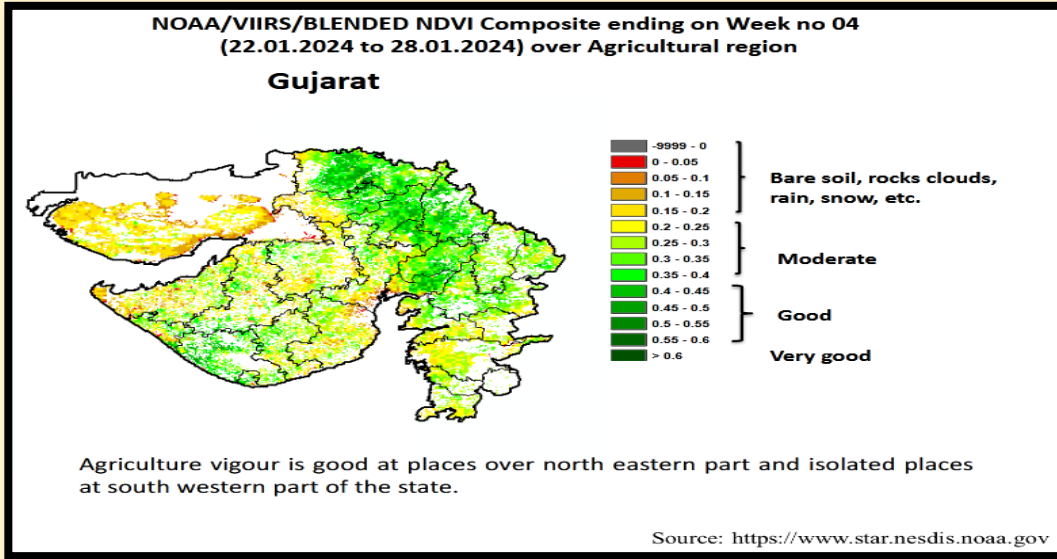 NOAA/VIIRS/BLENDED NDVI Composite ending on Week no 04
(22.01.2024 to 28.01.2024) over Agricultural region
Gujarat
-9999 - 0
0 - 0.05
0.05 - 0.1
0.1 - 0.15
0.15 - 0.2
0.2 - 0.25
0.25 - 0.3
0.3 - 0.35
0.35 - 0.4
0.4 - 0.45
0.45 - 0.5
0.5 - 0.55
0.55 - 0.6
> 0.6
Bare soil, rocks clouds,
rain, snow, etc.
Moderate
Good
Very good
Agriculture vigour is good at places over north eastern part and isolated places
at south western part of the state.
Source: https://www.star.nesdis.noaa.gov